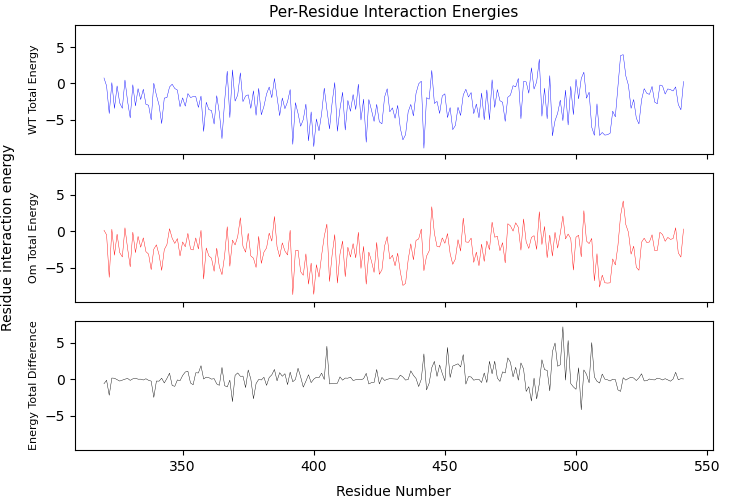 Per-Residue Interaction Energies
Residue interaction energy
WT Total Energy
5
0
−5
Om Total Energy
5
0
−5
Energy Total Difference
5
0
−5
350
400
450
500
550
Residue Number